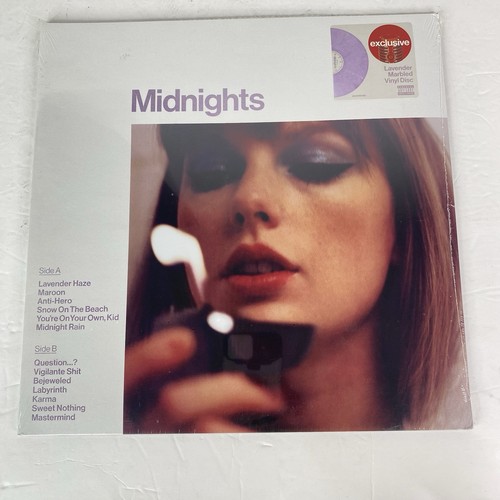 exclusive
Lavender
Marbled
Vinyl Disc
Midnights
Side A
Lavender Haze
Maroon
Anti-Hero
Snow On The Beach
You're On Your Own, Kid
Midnight Rain
Side B
Question...?
Vigilante Shit
Bejeweled
Labyrinth
Karma
Sweet Nothing
Mastermind